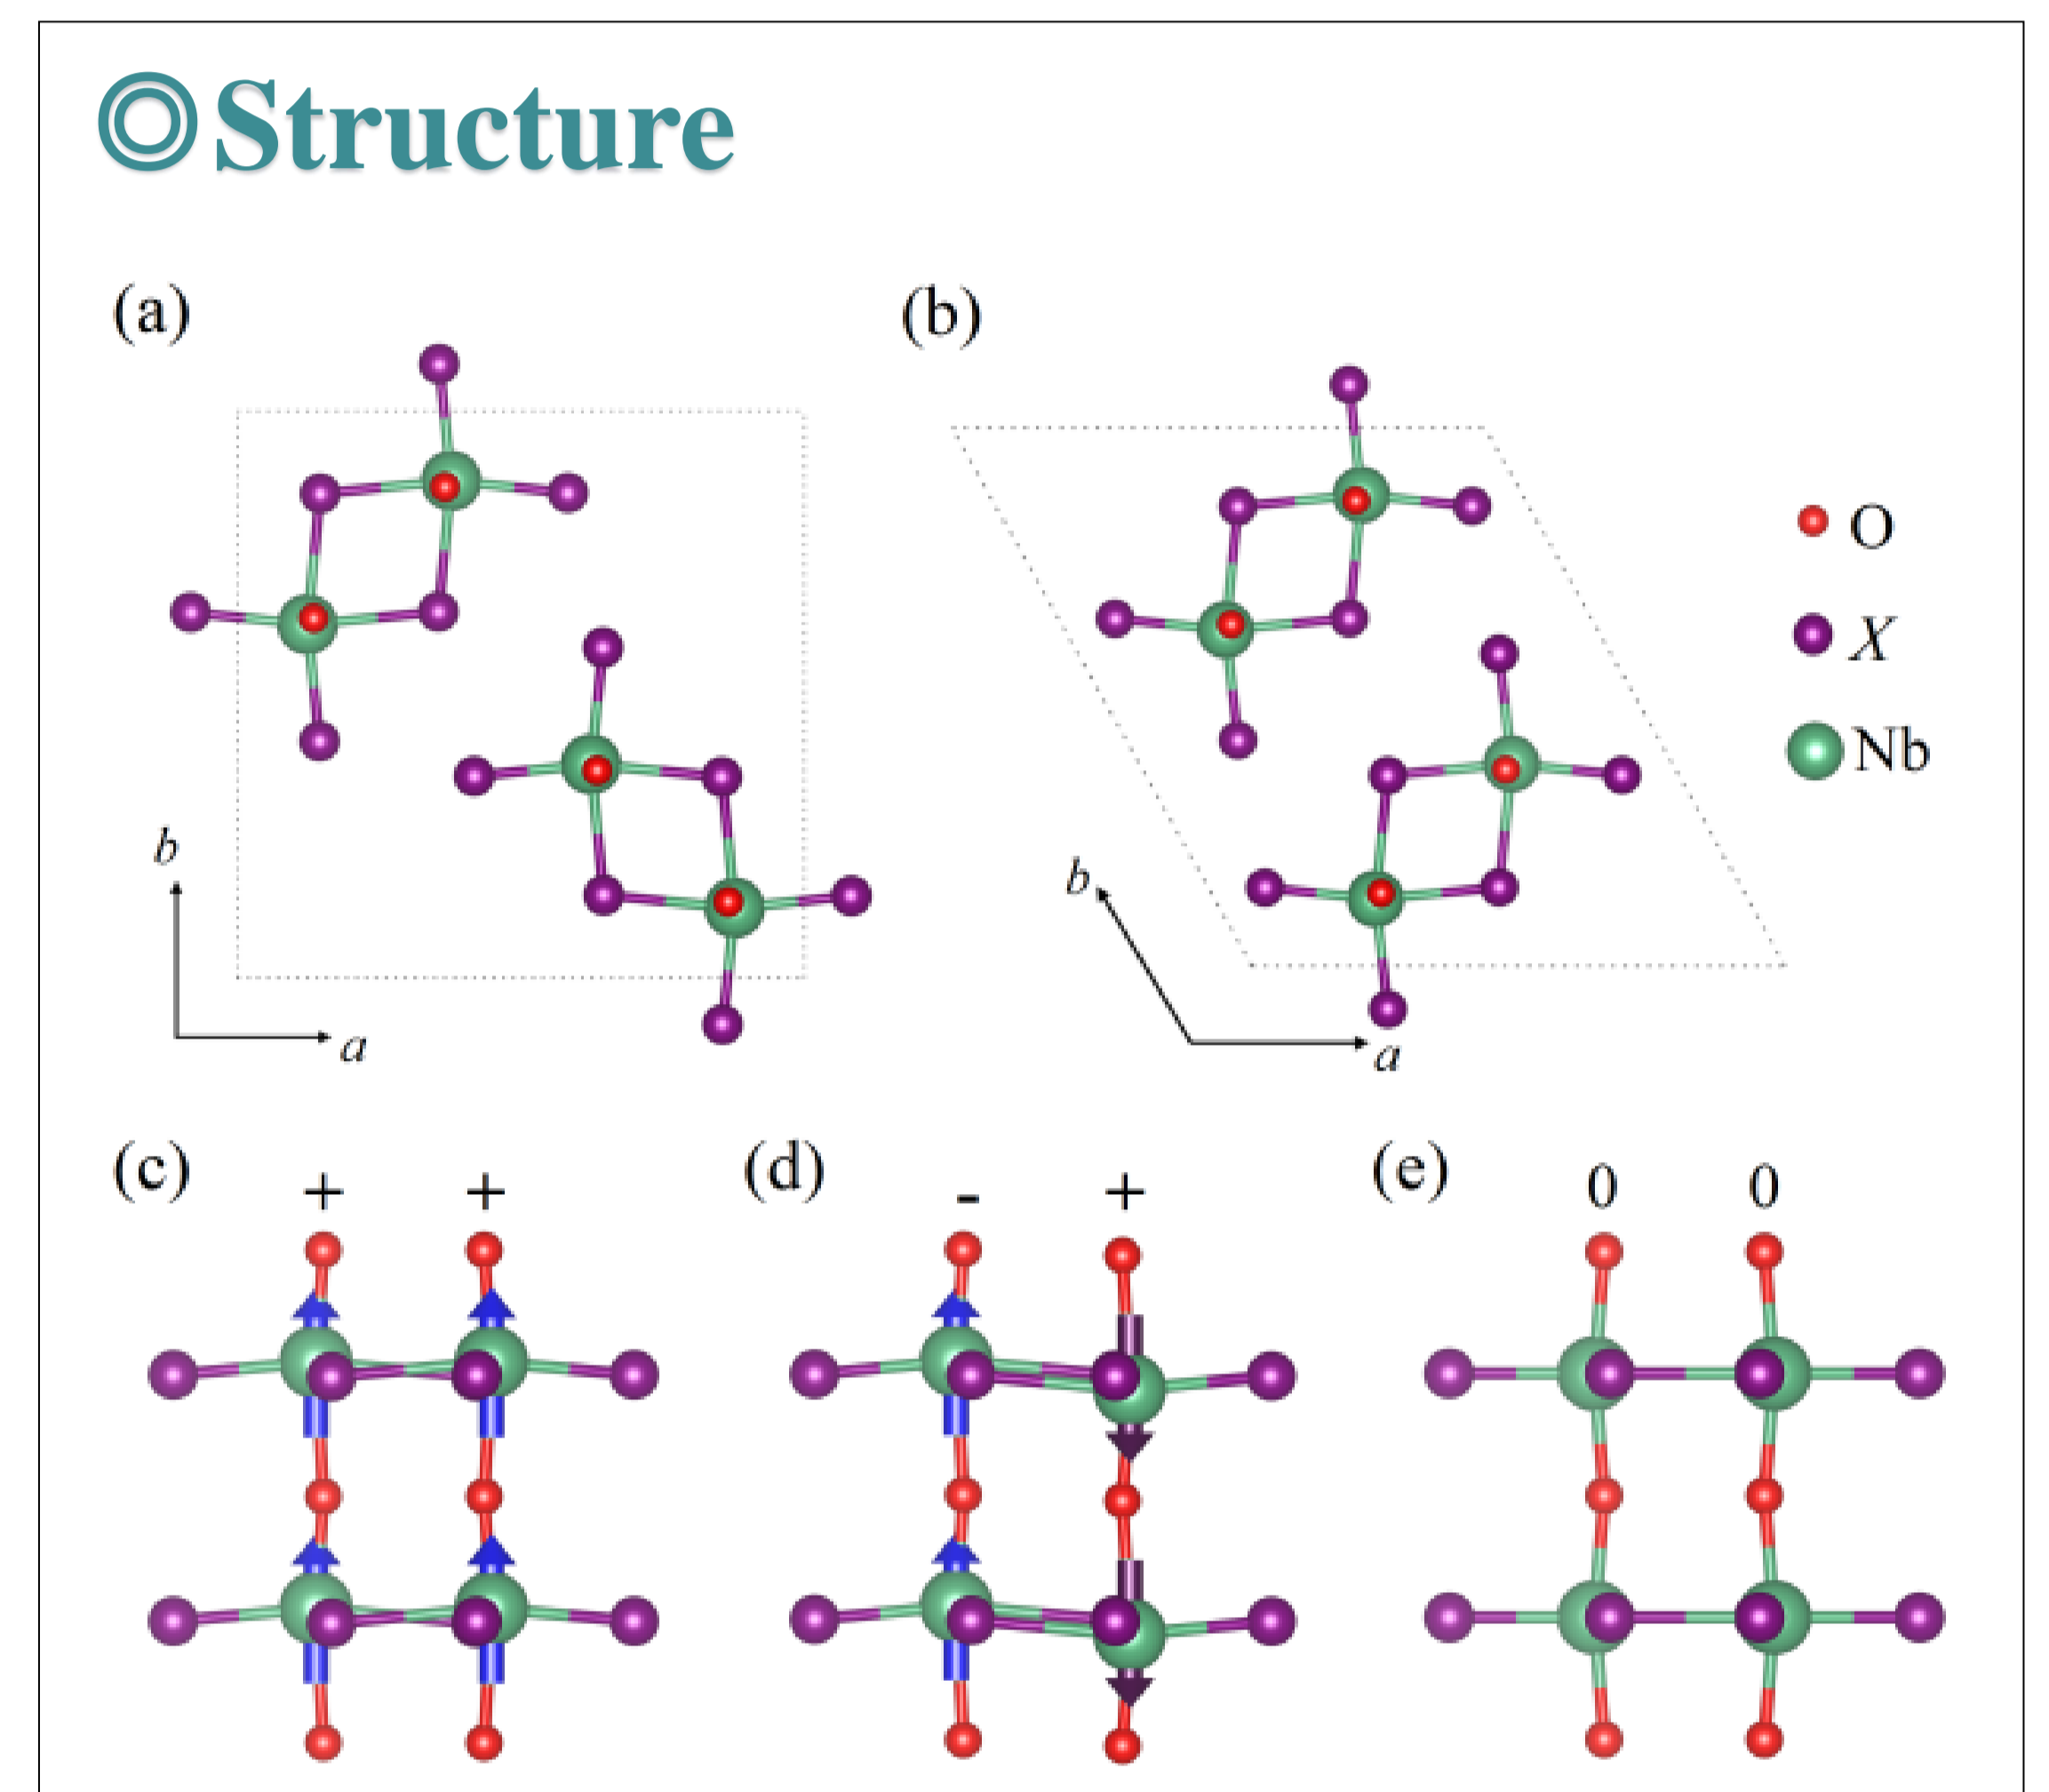 ◎Structure
(a)
(b)
O
X
Nb
b
a
b
a
(c)
+ +
(d)
- +
(e)
0 0